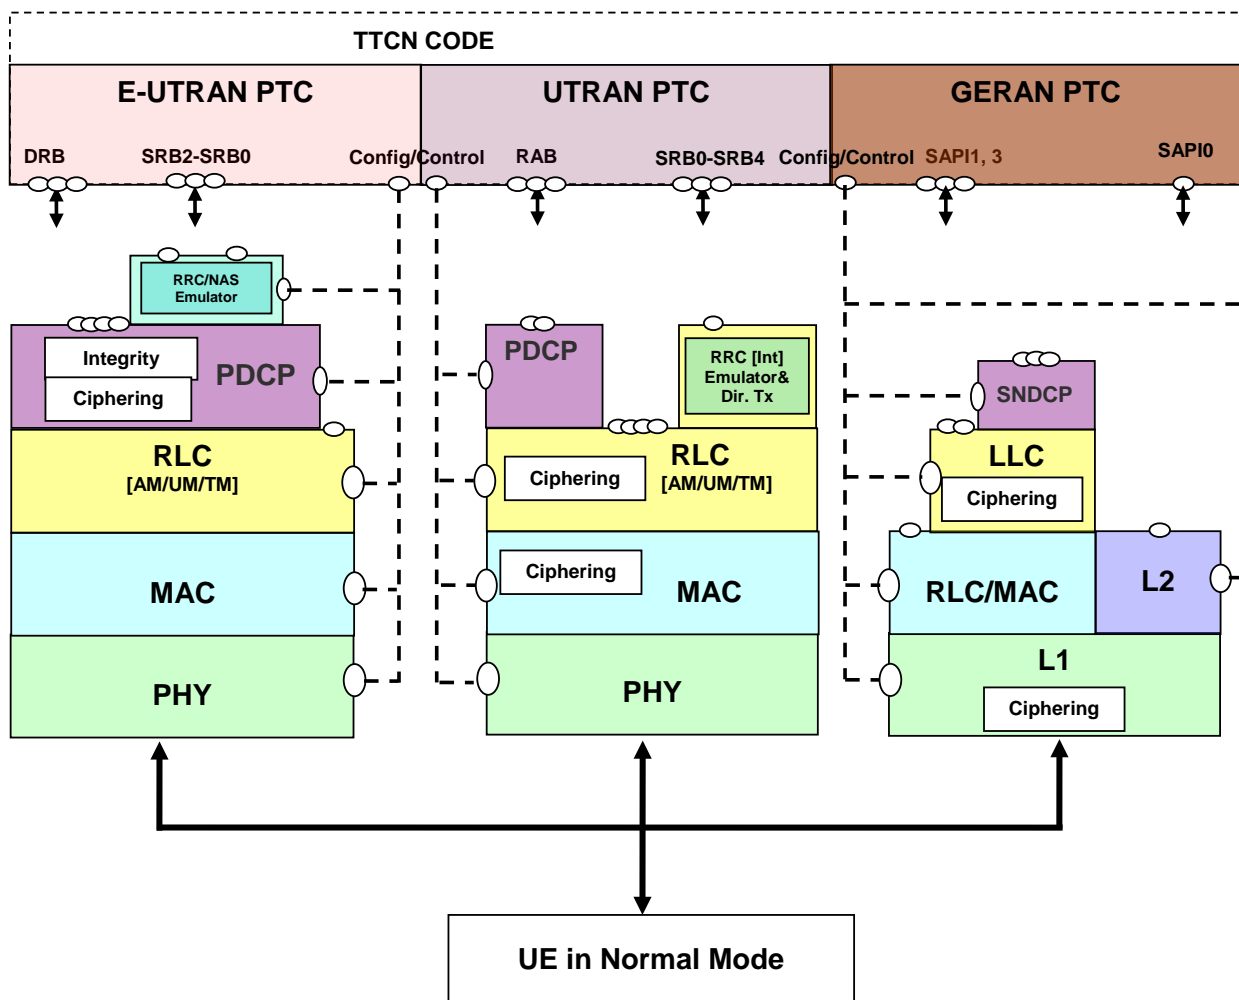 TTCN CODE
E-UTRAN PTC
UTRAN PTC
GERAN PTC
DRB
SRB2-SRB0
Config/Control
RAB
SRB0-SRB4
Config/Control
SAPI1, 3
SAPI0
RRC/NAS
Emulator
Integrity
Ciphering
PDCP
RLC
[AM/UM/TM]
MAC
PHY
PDCP
RRC [Int]
Emulator&
Dir. Tx
Ciphering
RLC
[AM/UM/TM]
Ciphering
MAC
PHY
SNDCP
LLC
Ciphering
RLC/MAC
L2
L1
Ciphering
UE in Normal Mode